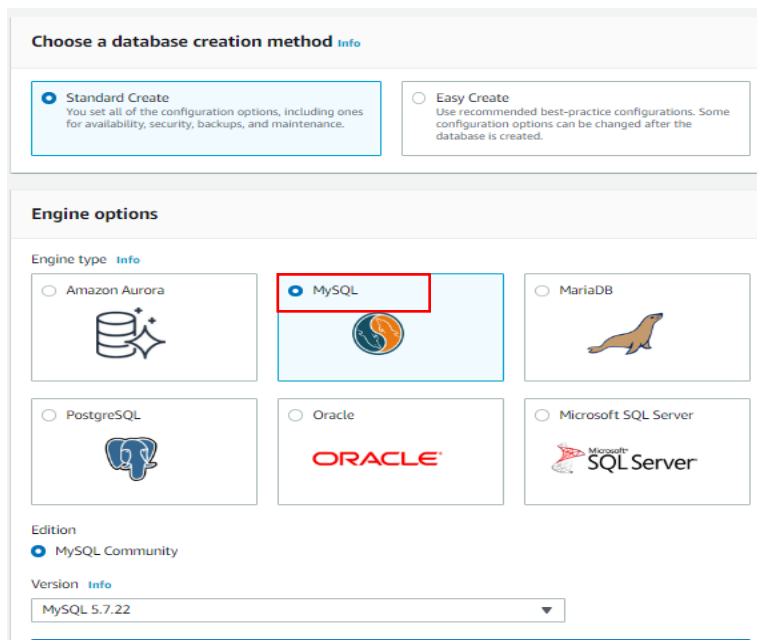 Choose a database creation method Info
Standard Create
You set all of the configuration options, including ones
for availability, security, backups, and maintenance.
Easy Create
Use recommended best-practice configurations. Some
configuration options can be changed after the
database is created.
Engine options
Engine type Info
Amazon Aurora
MySQL
MariaDB
PostgreSQL
Oracle
ORACLE
Microsoft SQL Server
Microsoft
SQL Server
Edition
MySQL Community
Version Info
MySQL 5.7.22